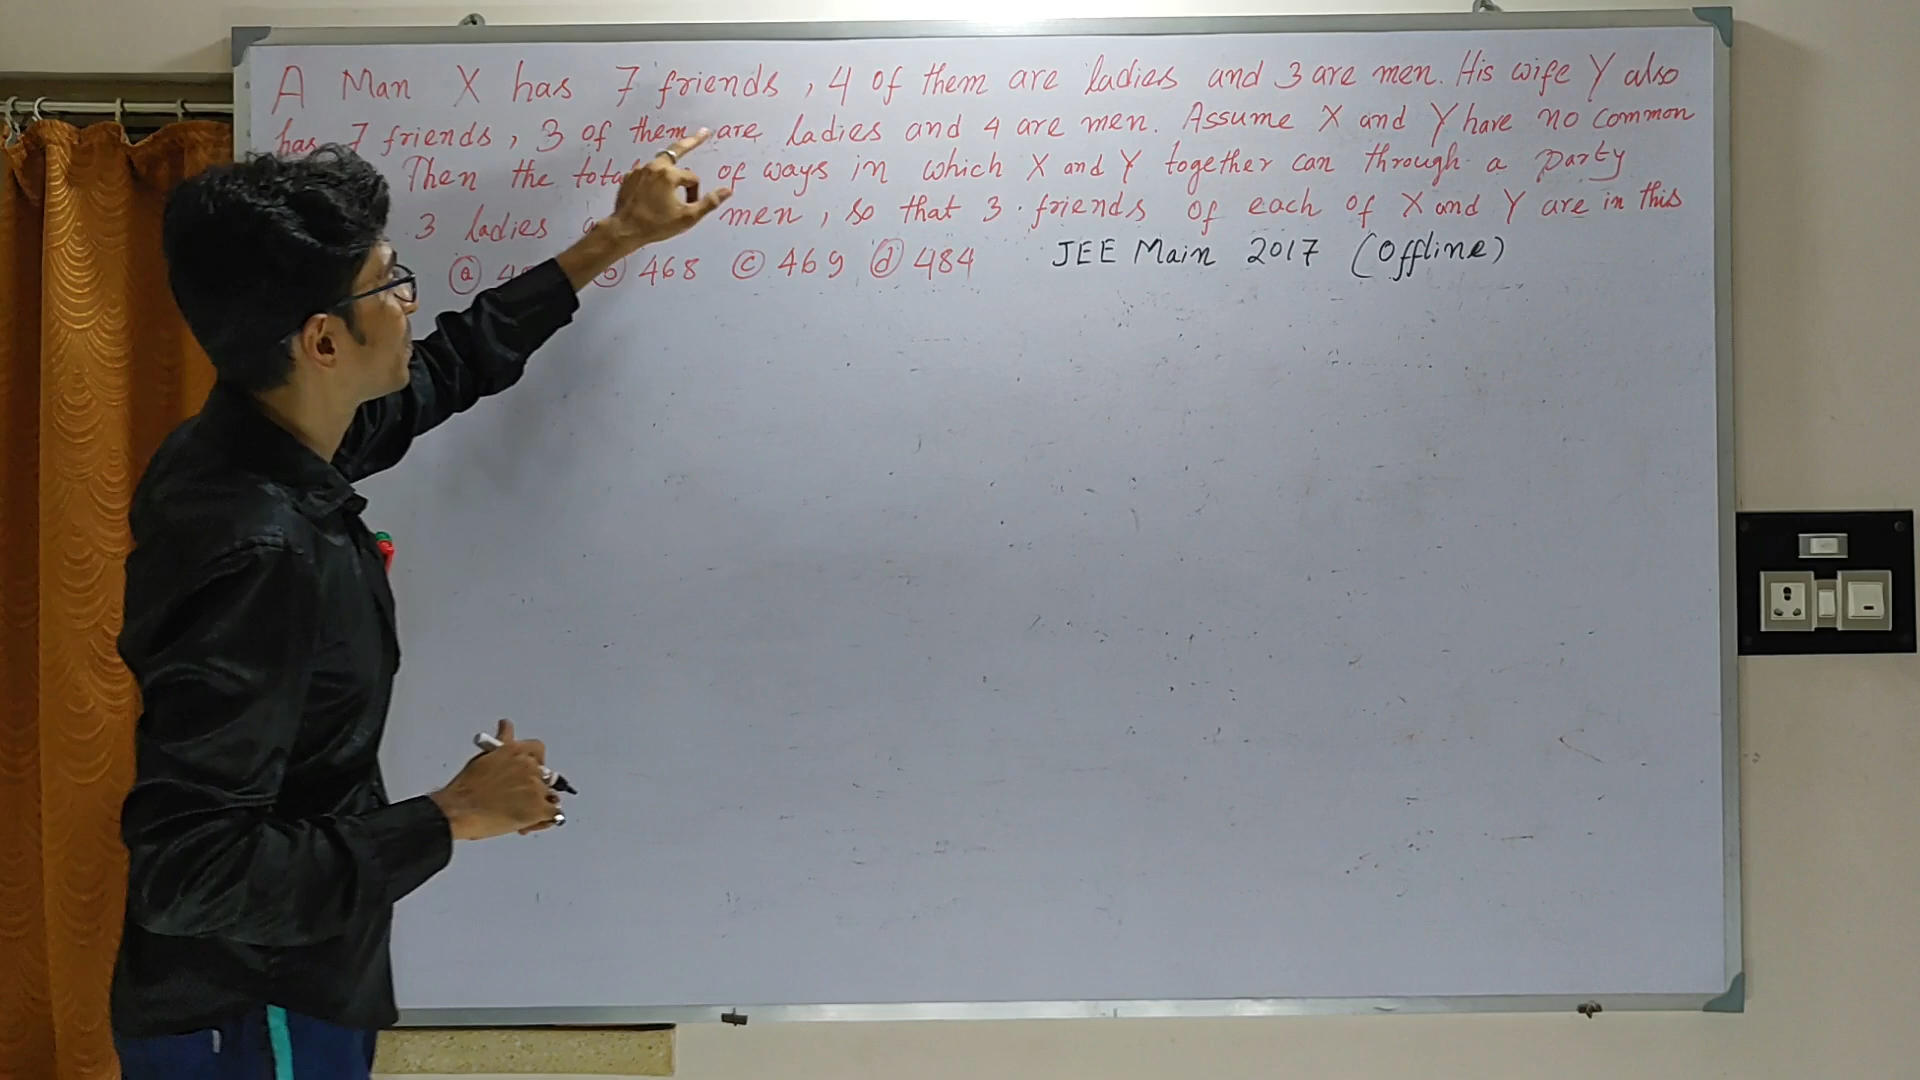 A Man X has 7 friends, 4 of them are ladies and 3 are men. His wife Y also
has 7 friends, 3 of them are ladies and 4 are men. Assume X and Y have no common
Then the of ways in which X and Y together can through a party
3 ladies men, so that 3 friends of each of X and Y are in this
(a) (b) 468 (c) 469 (d) 484 JEE Main 2017 (Offline)